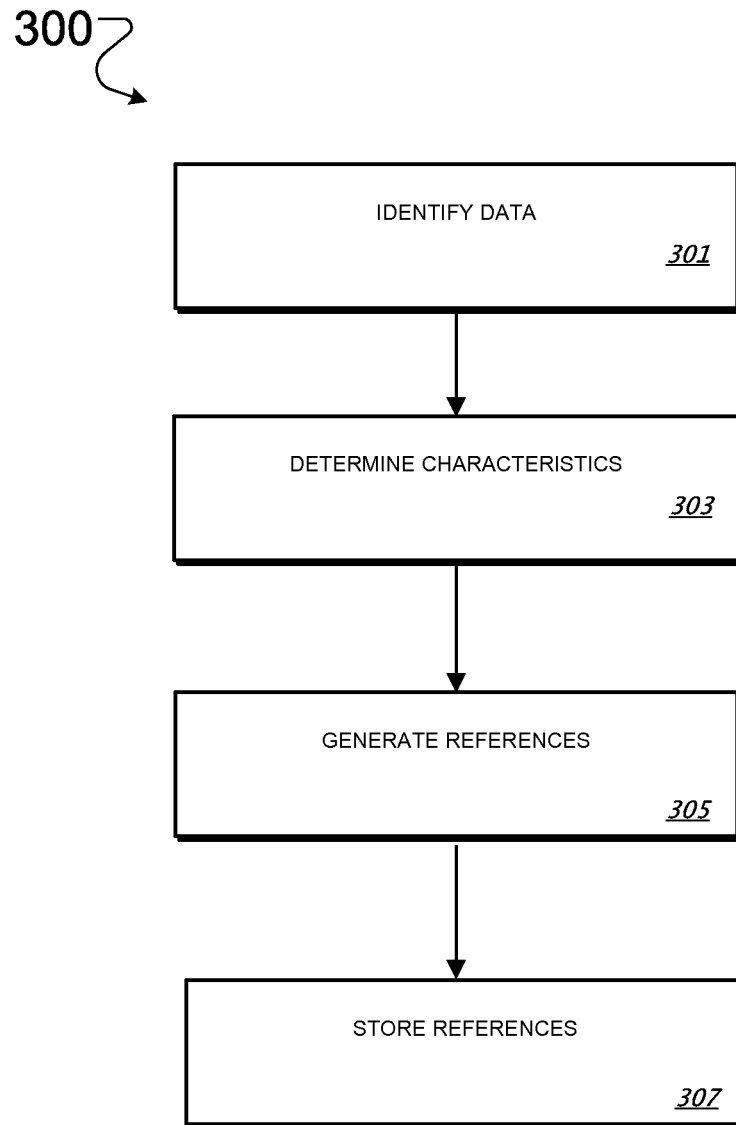 300
IDENTIFY DATA
301
DETERMINE CHARACTERISTICS
303
GENERATE REFERENCES
305
STORE REFERENCES
307